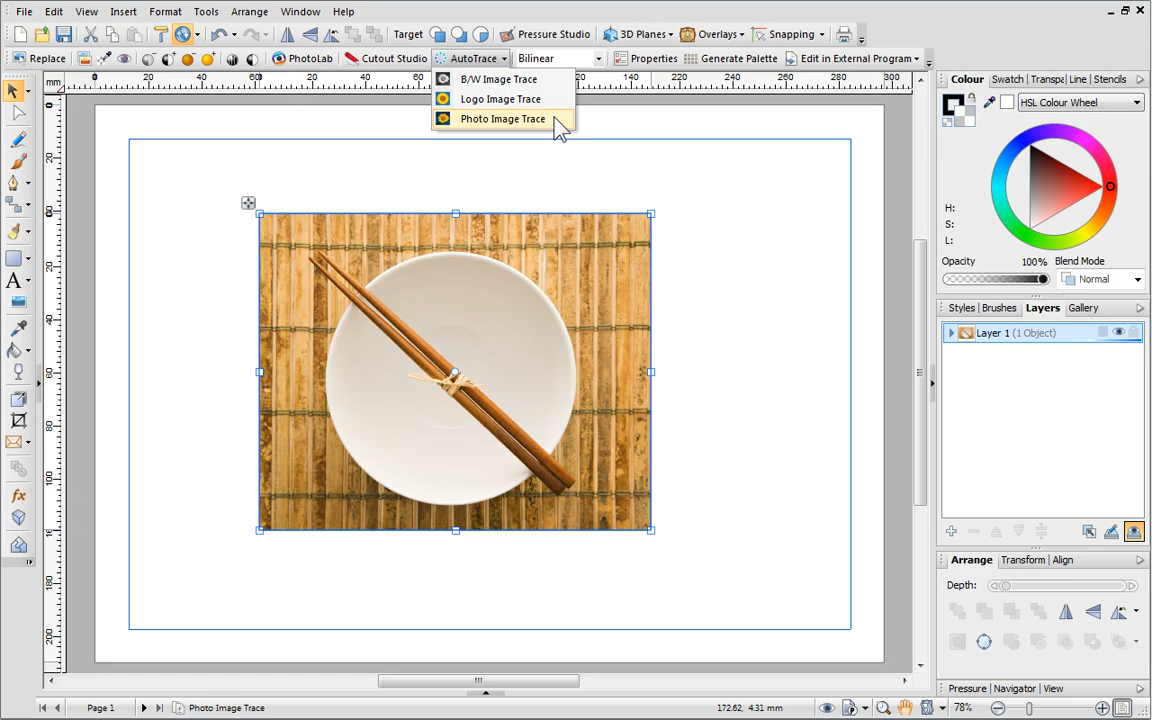 File Edit View Insert Format Tools Arrange Window Help
Target Pressure Studio 3D Planes Overlays Snapping
Replace PhotoLab Cutout Studio AutoTrace Bilinear Properties Generate Palette Edit in External Program
B/W Image Trace
Logo Image Trace
Photo Image Trace
mm
Colour Swatch Transpa Line Stencils
HSL Colour Wheel
H:
S:
L:
Opacity 100% Blend Mode
Normal
Styles Brushes Layers Gallery
Layer 1 (1 Object)
Arrange Transform Align
Depth:
Pressure Navigator View
Page 1 Photo Image Trace 172.62, 4.31 mm 78%